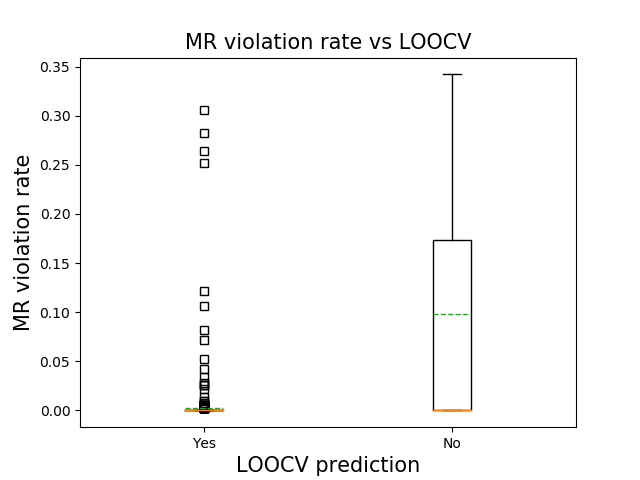 MR violation rate vs LOOCV
MR violation rate
0.35
0.30
0.25
0.20
0.15
0.10
0.05
0.00
Yes
No
LOOCV prediction